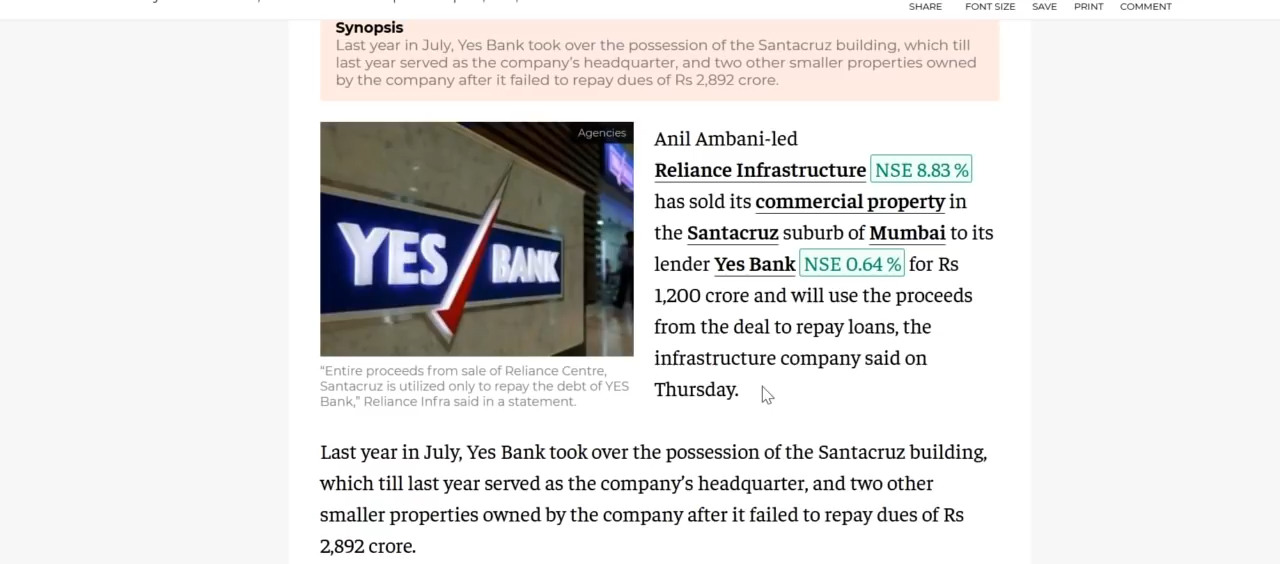 SHARE FONT SIZE SAVE PRINT COMMENT
Synopsis
Last year in July, Yes Bank took over the possession of the Santacruz building, which till
last year served as the company's headquarter, and two other smaller properties owned
by the company after it failed to repay dues of Rs 2,892 crore.
Agencies
YES BANK
“Entire proceeds from sale of Reliance Centre,
Santacruz is utilized only to repay the debt of YES
Bank,” Reliance Infra said in a statement.
Anil Ambani-led
Reliance Infrastructure NSE 8.83 %
has sold its commercial property in
the Santacruz suburb of Mumbai to its
lender Yes Bank NSE 0.64 % for Rs
1,200 crore and will use the proceeds
from the deal to repay loans, the
infrastructure company said on
Thursday.
Last year in July, Yes Bank took over the possession of the Santacruz building,
which till last year served as the company's headquarter, and two other
smaller properties owned by the company after it failed to repay dues of Rs
2,892 crore.